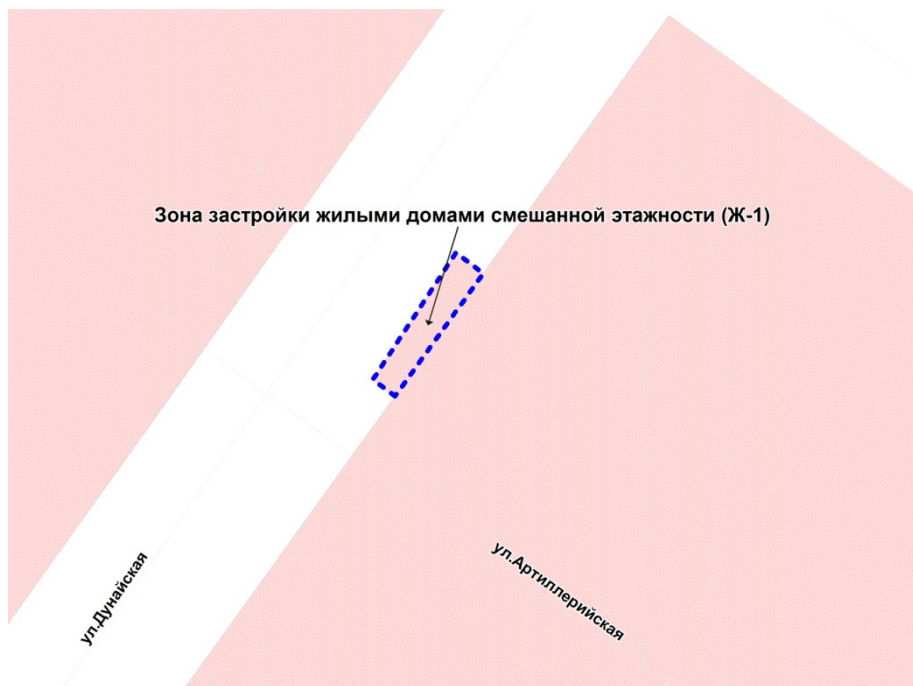 Зона застройки жилыми домами смешанной этажности (Ж-1)
ул.Дунайская
ул.Артиллерийская